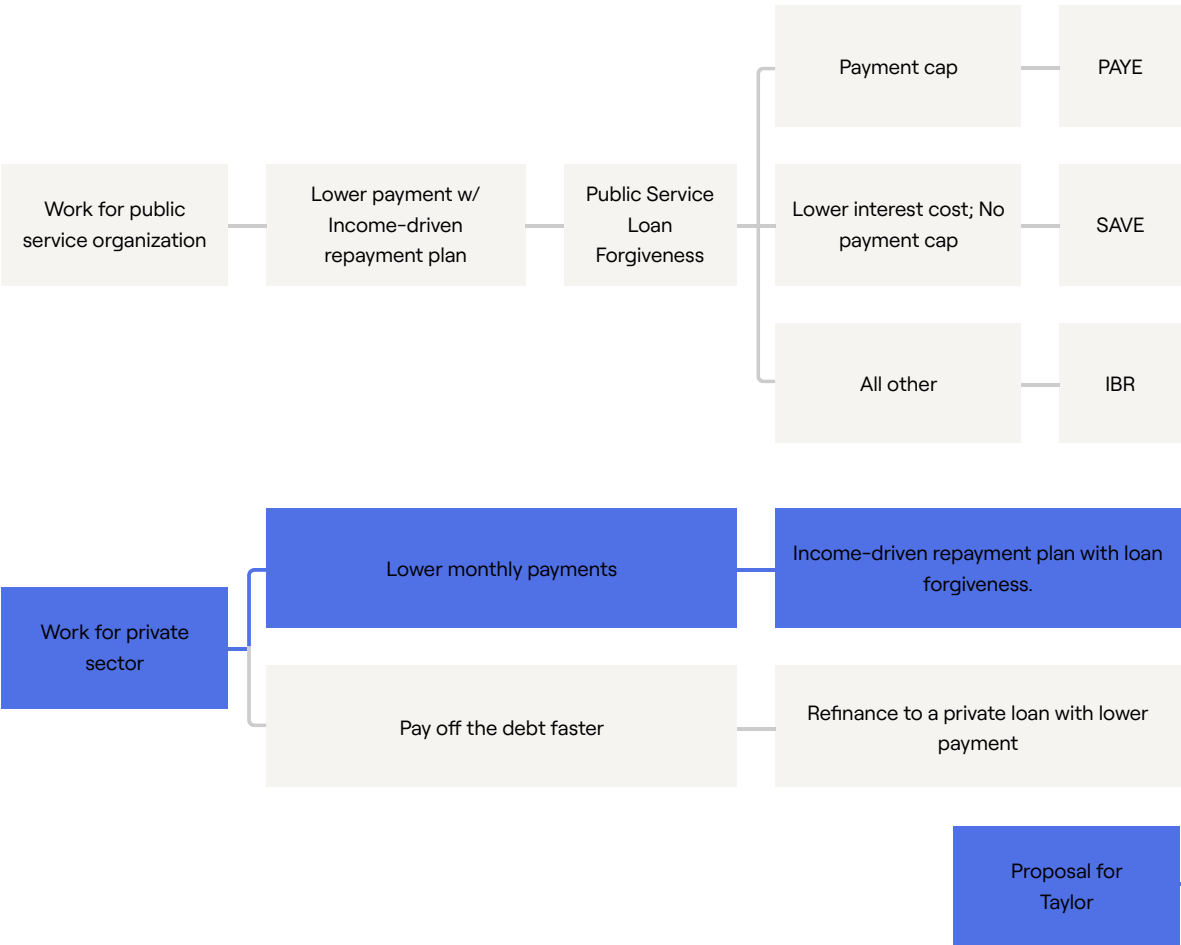 Payment cap
PAYE
Work for public
service organization
Lower payment w/
Income-driven
repayment plan
Public Service
Loan
Forgiveness
Lower interest cost; No
payment cap
SAVE
All other
IBR
Work for private
sector
Lower monthly payments
Income-driven repayment plan with loan
forgiveness.
Pay off the debt faster
Refinance to a private loan with lower
payment
Proposal for
Taylor